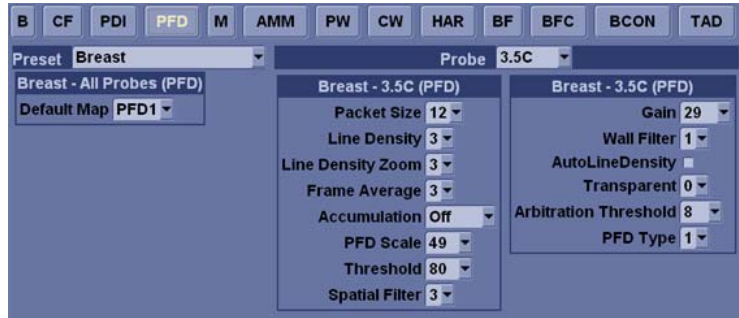 B CF PDI PFD M AMM PW CW HAR BF BFC BCON TAD
Preset Breast Probe 3.5C
Breast - All Probes (PFD)
Default Map PFD1
Breast - 3.5C (PFD)
Packet Size 12
Line Density 3
Line Density Zoom 3
Frame Average 3
Accumulation Off
PFD Scale 49
Threshold 80
Spatial Filter 3
Breast - 3.5C (PFD)
Gain 29
Wall Filter 1
AutoLineDensity
Transparent 0
Arbitration Threshold 8
PFD Type 1